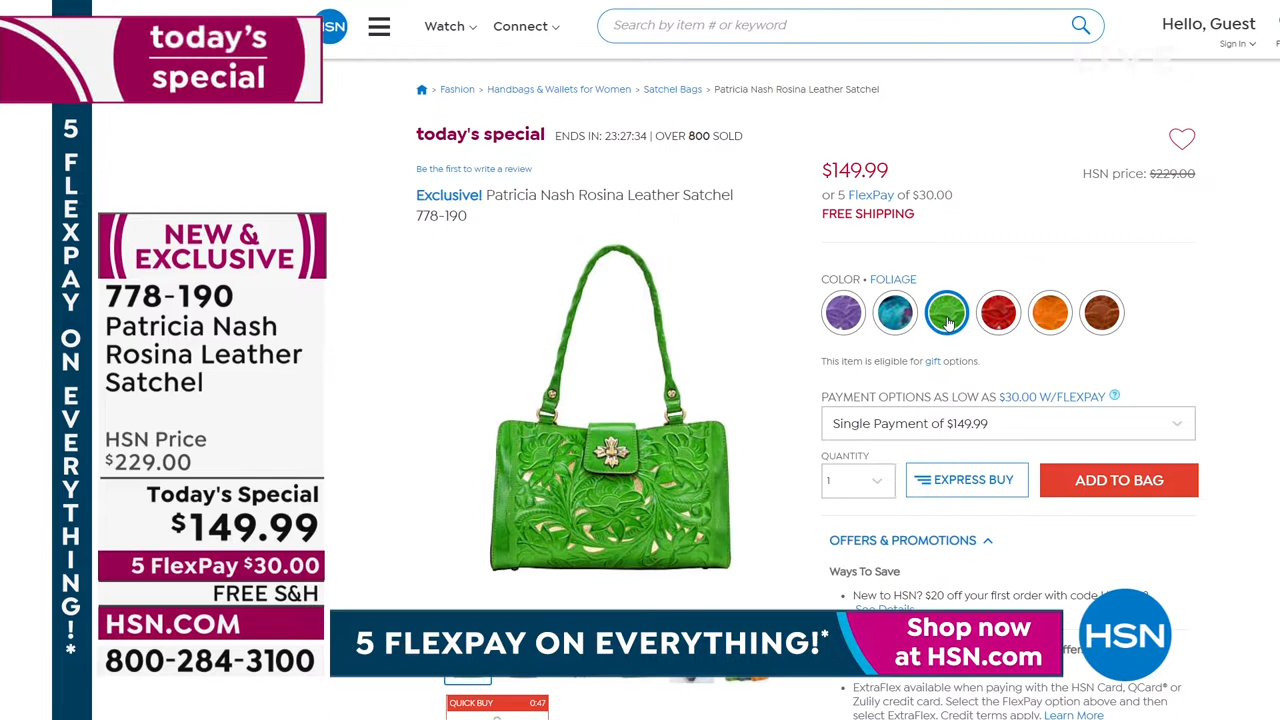 today's
special
5 FLEXPAY ON EVERYTHING!*
NEW &
EXCLUSIVE
778-190
Patricia Nash
Rosina Leather
Satchel
HSN Price
$229.00
Today's Special
$149.99
5 FlexPay $30.00
FREE S&H
HSN.COM
800-284-3100
HSN
Watch
Connect
Search by item # or keyword
Hello, Guest
Sign In
LIVE
> Fashion > Handbags & Wallets for Women > Satchel Bags > Patricia Nash Rosina Leather Satchel
today's special ENDS IN: 23:27:34 | OVER 800 SOLD
Be the first to write a review
Exclusive! Patricia Nash Rosina Leather Satchel
778-190
$149.99
HSN price: $229.00
or 5 FlexPay of $30.00
FREE SHIPPING
COLOR • FOLIAGE
This item is eligible for gift options.
PAYMENT OPTIONS AS LOW AS $30.00 W/FLEXPAY ?
Single Payment of $149.99
QUANTITY
1
EXPRESS BUY
ADD TO BAG
OFFERS & PROMOTIONS
Ways To Save
• New to HSN? $20 off your first order with code
See Details
• ExtraFlex available when paying with the HSN Card, QCard® or
Zulily credit card. Select the FlexPay option above and then
select ExtraFlex. Credit terms apply. Learn More
QUICK BUY 0:47
5 FLEXPAY ON EVERYTHING!*
Shop now
at HSN.com
HSN